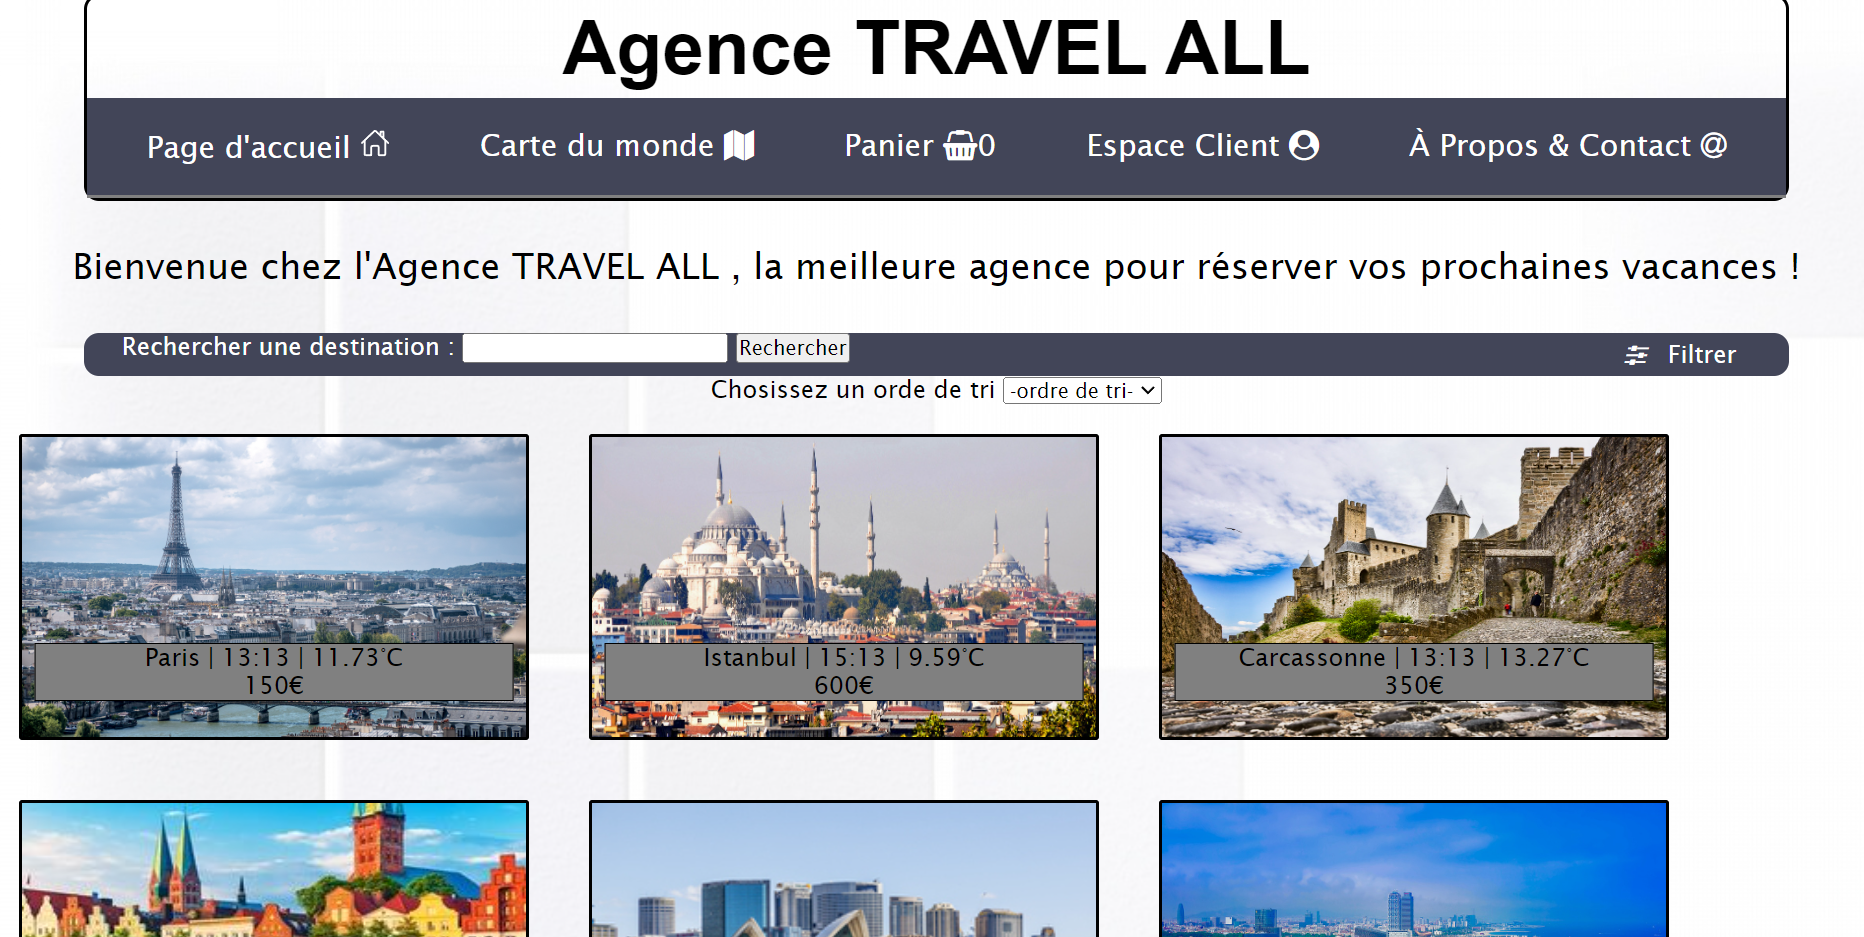 Agence TRAVEL ALL
Page d'accueil
Carte du monde
Panier 0
Espace Client
À Propos & Contact @
Bienvenue chez l'Agence TRAVEL ALL , la meilleure agence pour réserver vos prochaines vacances !
Rechercher une destination : Rechercher
Filtrer
Chosissez un orde de tri -ordre de tri-
Paris | 13:13 | 11.73°C
150€
Istanbul | 15:13 | 9.59°C
600€
Carcassonne | 13:13 | 13.27°C
350€